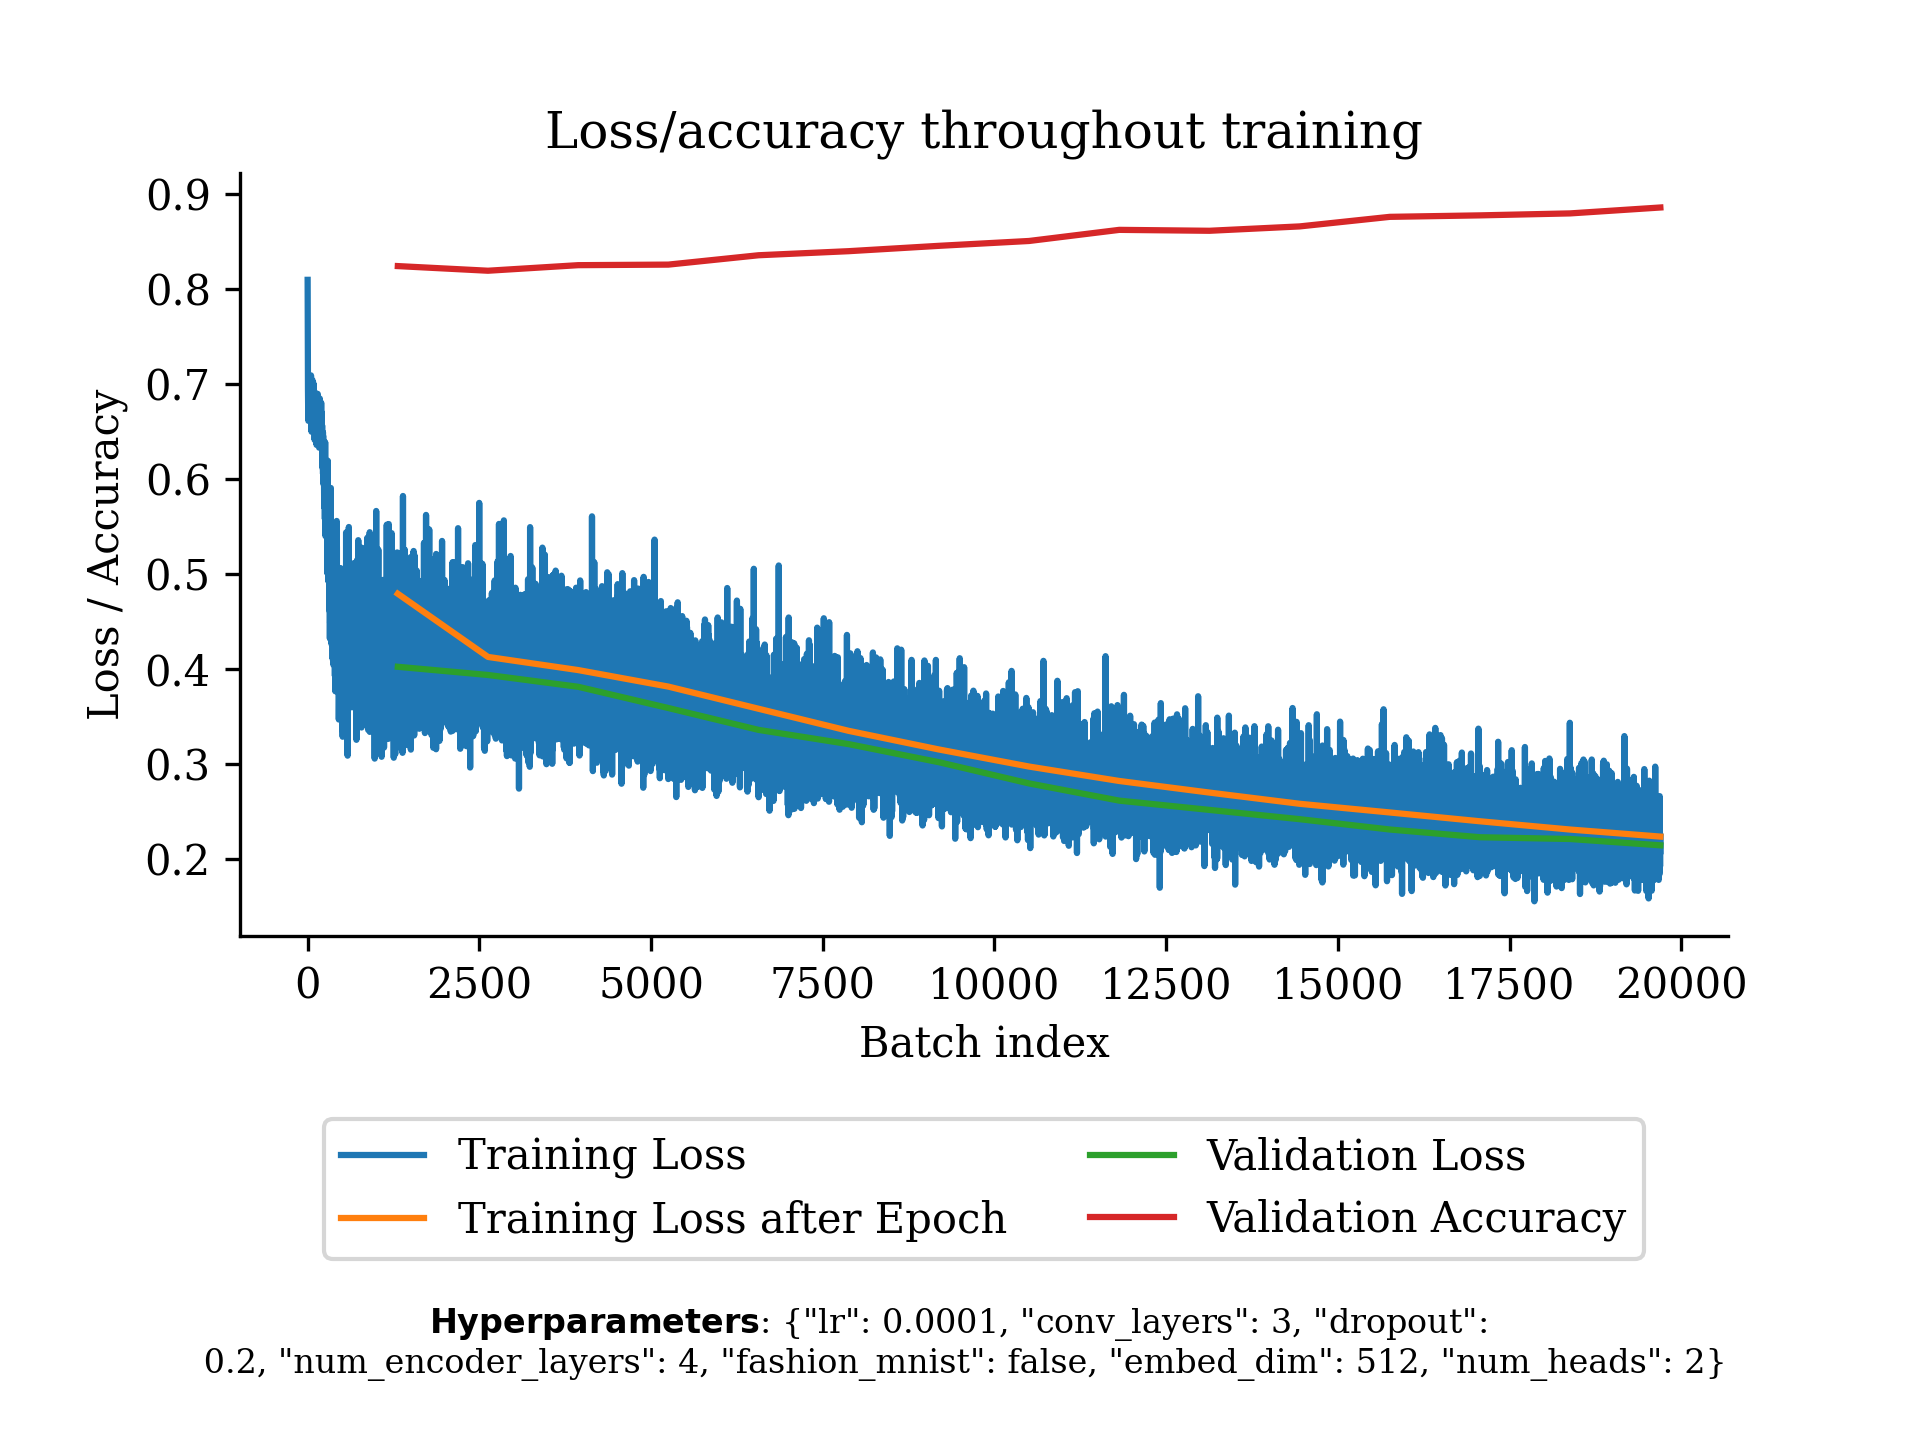 Loss/accuracy throughout training
0.9
0.8
0.7
0.6
0.5
0.4
0.3
0.2
Loss / Accuracy
0 2500 5000 7500 10000 12500 15000 17500 20000
Batch index
Training Loss
Training Loss after Epoch
Validation Loss
Validation Accuracy
Hyperparameters: {"lr": 0.0001, "conv_layers": 3, "dropout":
0.2, "num_encoder_layers": 4, "fashion_mnist": false, "embed_dim": 512, "num_heads": 2}